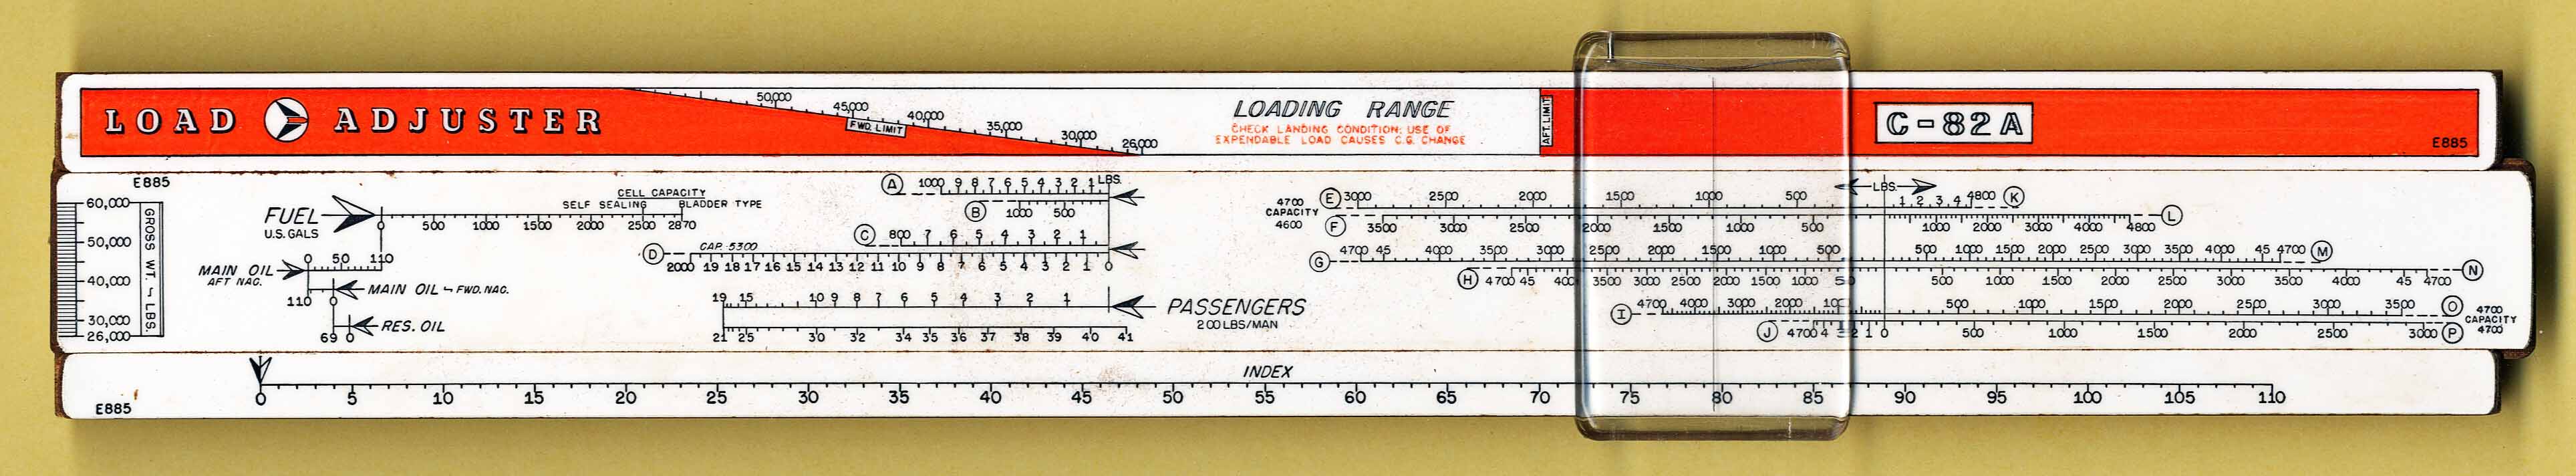 LOAD ADJUSTER
50,000 45,000 40,000 35,000 30,000 26,000
FWD. LIMIT
LOADING RANGE
CHECK LANDING CONDITION; USE OF
EXPENDABLE LOAD CAUSES C.G. CHANGE
AFT. LIMIT
C-82A
E885
E885
60,000
50,000
40,000
30,000
26,000
GROSS WT. - LBS.
FUEL
U.S. GALS
CELL CAPACITY
SELF SEALING BLADDER TYPE
0 500 1000 1500 2000 2500 2870
MAIN OIL
AFT NAC.
0 50 110
110 0
MAIN OIL - FWD. NAC.
69 0
RES. OIL
A 1000 9 8 7 6 5 4 3 2 1 LBS.
B 1000 500
C 800 7 6 5 4 3 2 1
D CAP. 5300
2000 19 18 17 16 15 14 13 12 11 10 9 8 7 6 5 4 3 2 1 0
19 15 10 9 8 7 6 5 4 3 2 1
PASSENGERS
200 LBS/MAN
21 25 30 32 34 35 36 37 38 39 40 41
4700
CAPACITY
4600
E 3000 2500 2000 1500 1000 500
LBS.
1 2 3 4 4800 K
F 3500 3000 2500 2000 1500 1000 500
1000 2000 3000 4000 4800 L
G 4700 45 4000 3500 3000 2500 2000 1500 1000 500
500 1000 1500 2000 2500 3000 3500 4000 45 4700 M
H 4700 45 3500 3000 2500 2000 1500 1000
500 1000 1500 2000 2500 3000 3500 4000 45 4700 N
I 4700 4000 3000 2000
500 1000 1500 2000 2500 3000 3500 O
J 4700 4 2 1 0
500 1000 1500 2000 2500 3000 P
4700
CAPACITY
4700
INDEX
0 5 10 15 20 25 30 35 40 45 50 55 60 65 70 75 80 85 90 95 100 105 110
E885